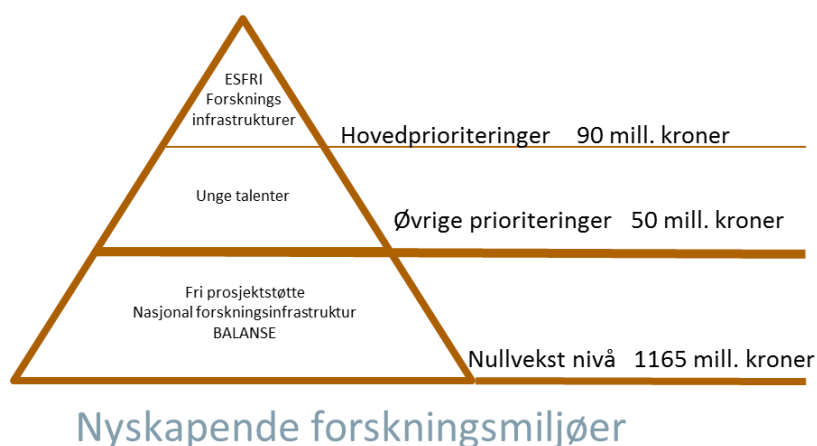 ESFRI
Forsknings
infrastrukturer
Hovedprioriteringer 90 mill. kroner
Unge talenter
Øvrige prioriteringer 50 mill. kroner
Fri prosjektstøtte
Nasjonal forskningsinfrastruktur
BALANSE
Nullvekst nivå 1165 mill. kroner
Nyskapende forskningsmiljøer